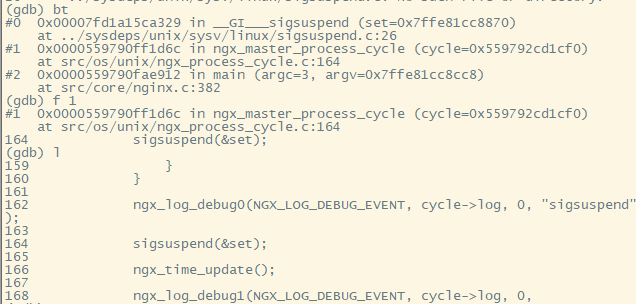 (gdb) bt
#0  0x00007fd1a15ca329 in __GI___sigsuspend (set=0x7ffe81cc8870)
    at ../sysdeps/unix/sysv/linux/sigsuspend.c:26
#1  0x0000559790ff1d6c in ngx_master_process_cycle (cycle=0x559792cd1cf0)
    at src/os/unix/ngx_process_cycle.c:164
#2  0x0000559790fae912 in main (argc=3, argv=0x7ffe81cc8cc8)
    at src/core/nginx.c:382
(gdb) f 1
#1  0x0000559790ff1d6c in ngx_master_process_cycle (cycle=0x559792cd1cf0)
    at src/os/unix/ngx_process_cycle.c:164
164             sigsuspend(&set);
(gdb) l
159                 }
160             }
161
162             ngx_log_debug0(NGX_LOG_DEBUG_EVENT, cycle->log, 0, "sigsuspend"
);
163
164             sigsuspend(&set);
165
166             ngx_time_update();
167
168             ngx_log_debug1(NGX_LOG_DEBUG_EVENT, cycle->log, 0,